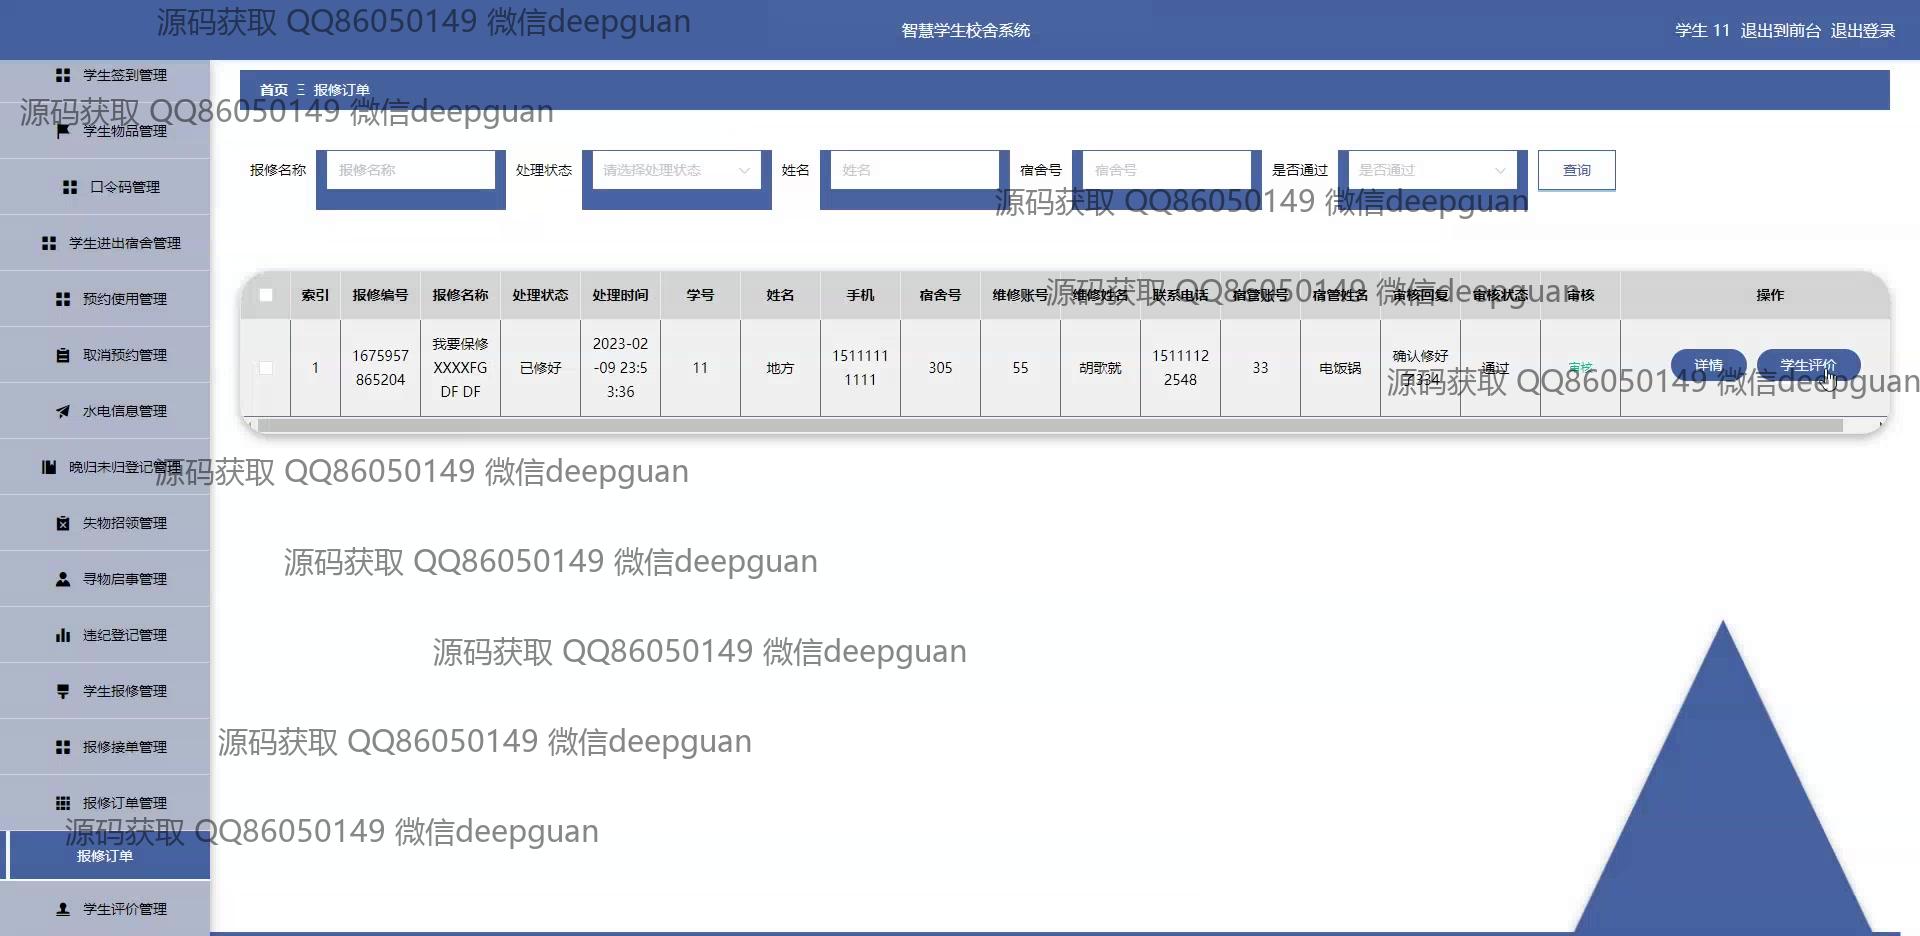 智慧学生校舍系统
学生 11 退出到前台 退出登录
源码获取 QQ86050149 微信deepguan
学生签到管理
学生物品管理
口令码管理
学生进出宿舍管理
预约使用管理
取消预约管理
水电信息管理
晚归未归登记管理
失物招领管理
寻物启事管理
违纪登记管理
学生报修管理
报修接单管理
报修订单管理
报修订单
学生评价管理
首页 Ξ 报修订单
源码获取 QQ86050149 微信deepguan
报修名称 报修名称 处理状态 请选择处理状态 姓名 姓名 宿舍号 宿舍号 是否通过 是否通过 查询
源码获取 QQ86050149 微信deepguan
索引 报修编号 报修名称 处理状态 处理时间 学号 姓名 手机 宿舍号 维修账号 维修姓名 联系电话 宿管账号 宿管姓名 审核回复 审核状态 审核 操作
源码获取 QQ86050149 微信deepguan
1
1675957
865204
我要保修
XXXXFG
DF DF
已修好
2023-02
-09 23:5
3:36
11
地方
1511111
1111
305
55
胡歌就
1511112
2548
33
电饭锅
确认修好
了334
通过
审核
详情 学生评价
源码获取 QQ86050149 微信deepguan
源码获取 QQ86050149 微信deepguan
源码获取 QQ86050149 微信deepguan
源码获取 QQ86050149 微信deepguan
源码获取 QQ86050149 微信deepguan
源码获取 QQ86050149 微信deepguan